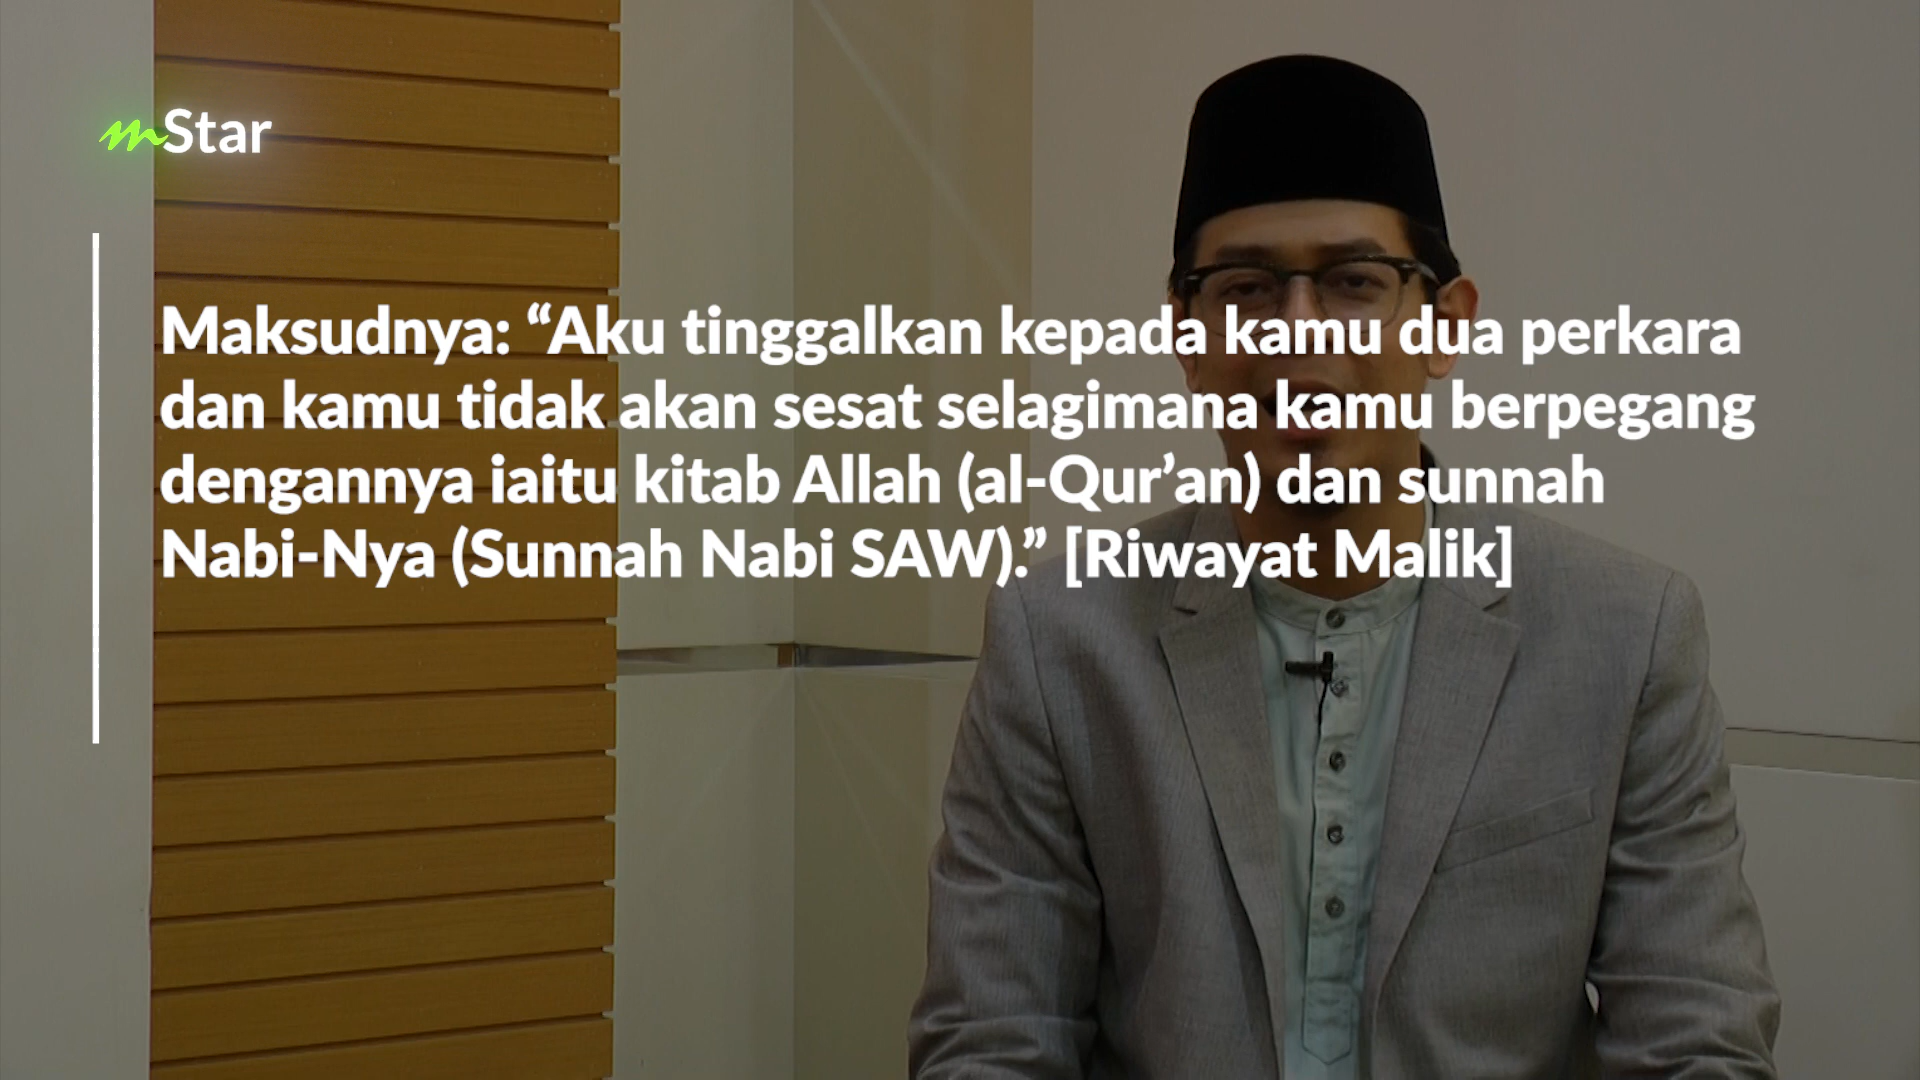 mStar
Maksudnya: “Aku tinggalkan kepada kamu dua perkara
dan kamu tidak akan sesat selagimana kamu berpegang
dengannya iaitu kitab Allah (al-Qur’an) dan sunnah
Nabi-Nya (Sunnah Nabi SAW).” [Riwayat Malik]